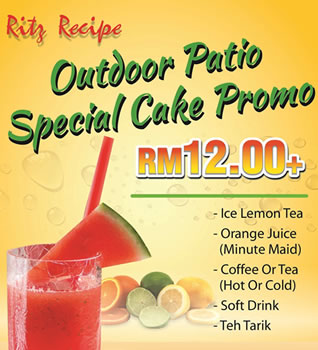 Ritz Recipe
Outdoor Patio
Special Cake Promo
RM12.00+
- Ice Lemon Tea
- Orange Juice
(Minute Maid)
- Coffee Or Tea
(Hot Or Cold)
- Soft Drink
- Teh Tarik